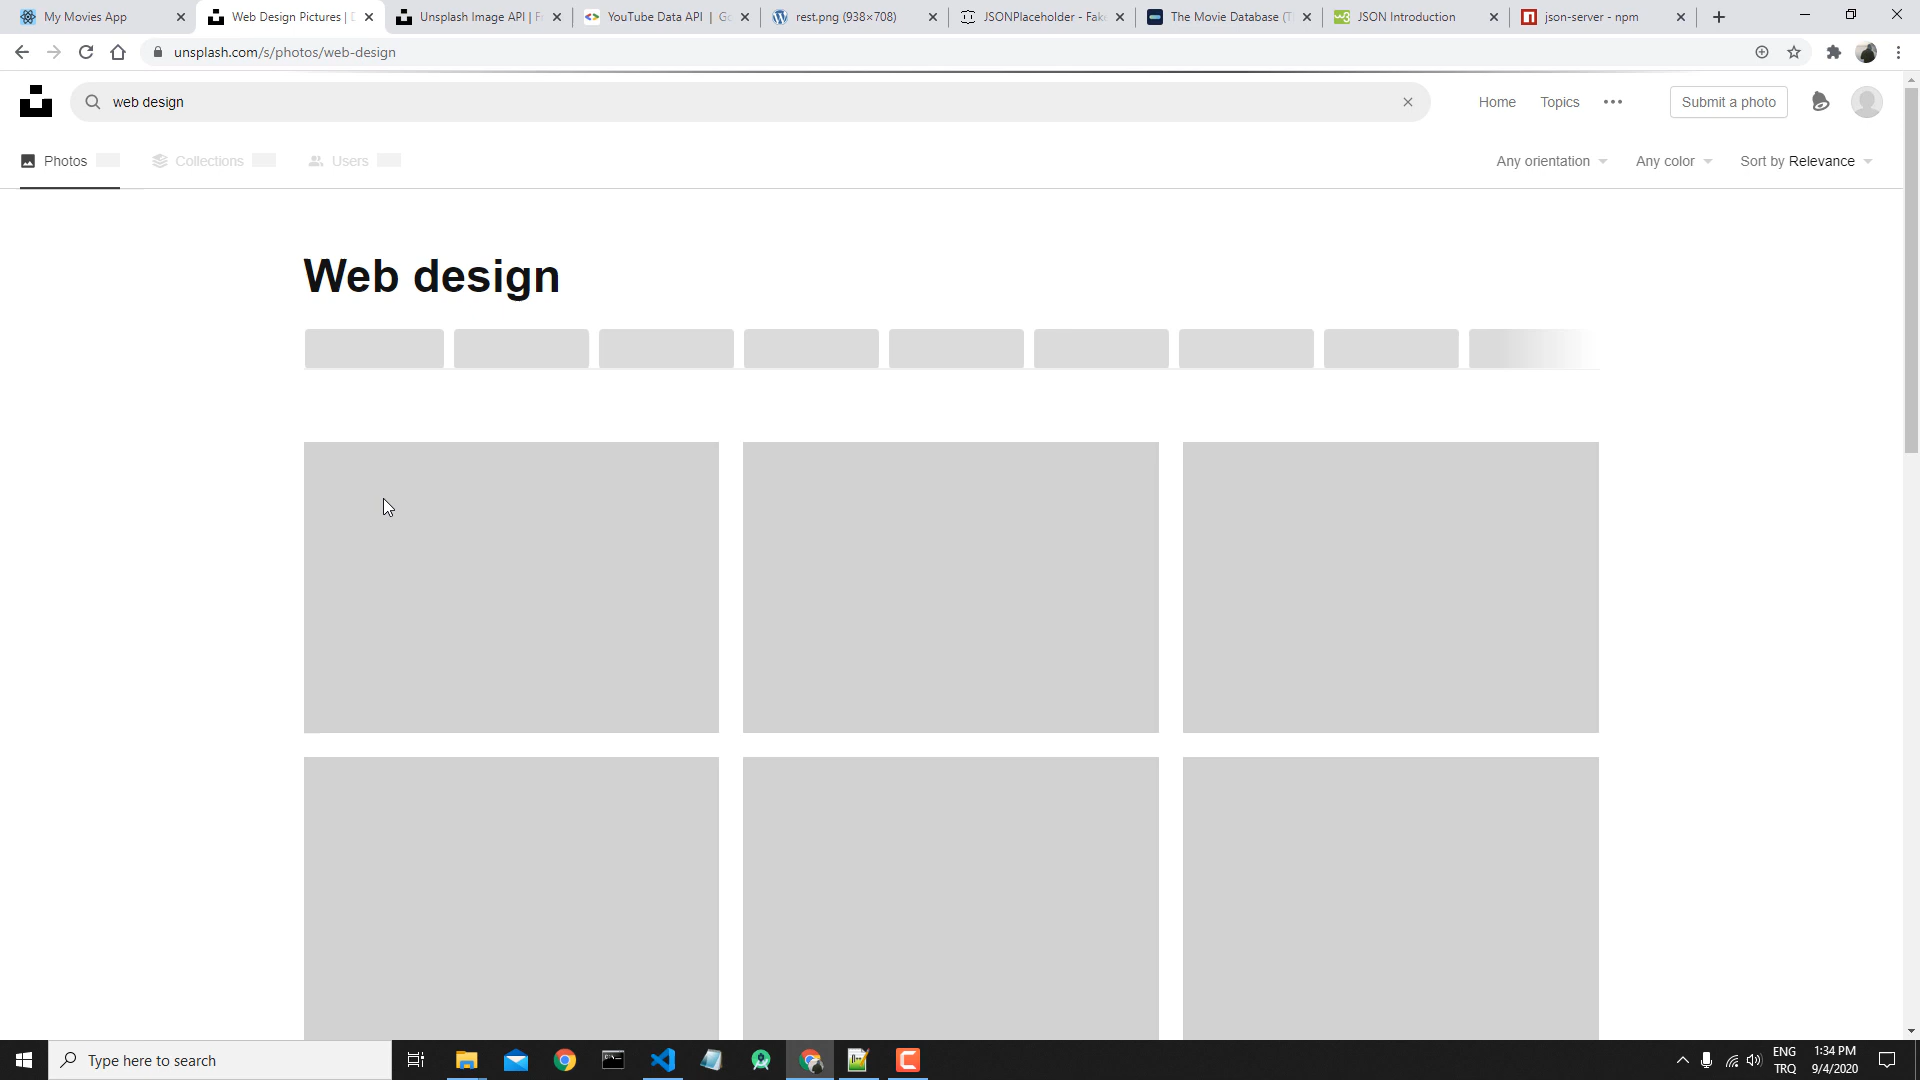 My Movies App
Web Design Pictures | D
Unsplash Image API | F
YouTube Data API | Go
rest.png (938×708)
JSONPlaceholder - Fake
The Movie Database (T
JSON Introduction
json-server - npm
unsplash.com/s/photos/web-design
web design
Home
Topics
Submit a photo
Photos
Collections
Users
Any orientation
Any color
Sort by Relevance
Web design
Type here to search
ENG
TRQ
1:34 PM
9/4/2020